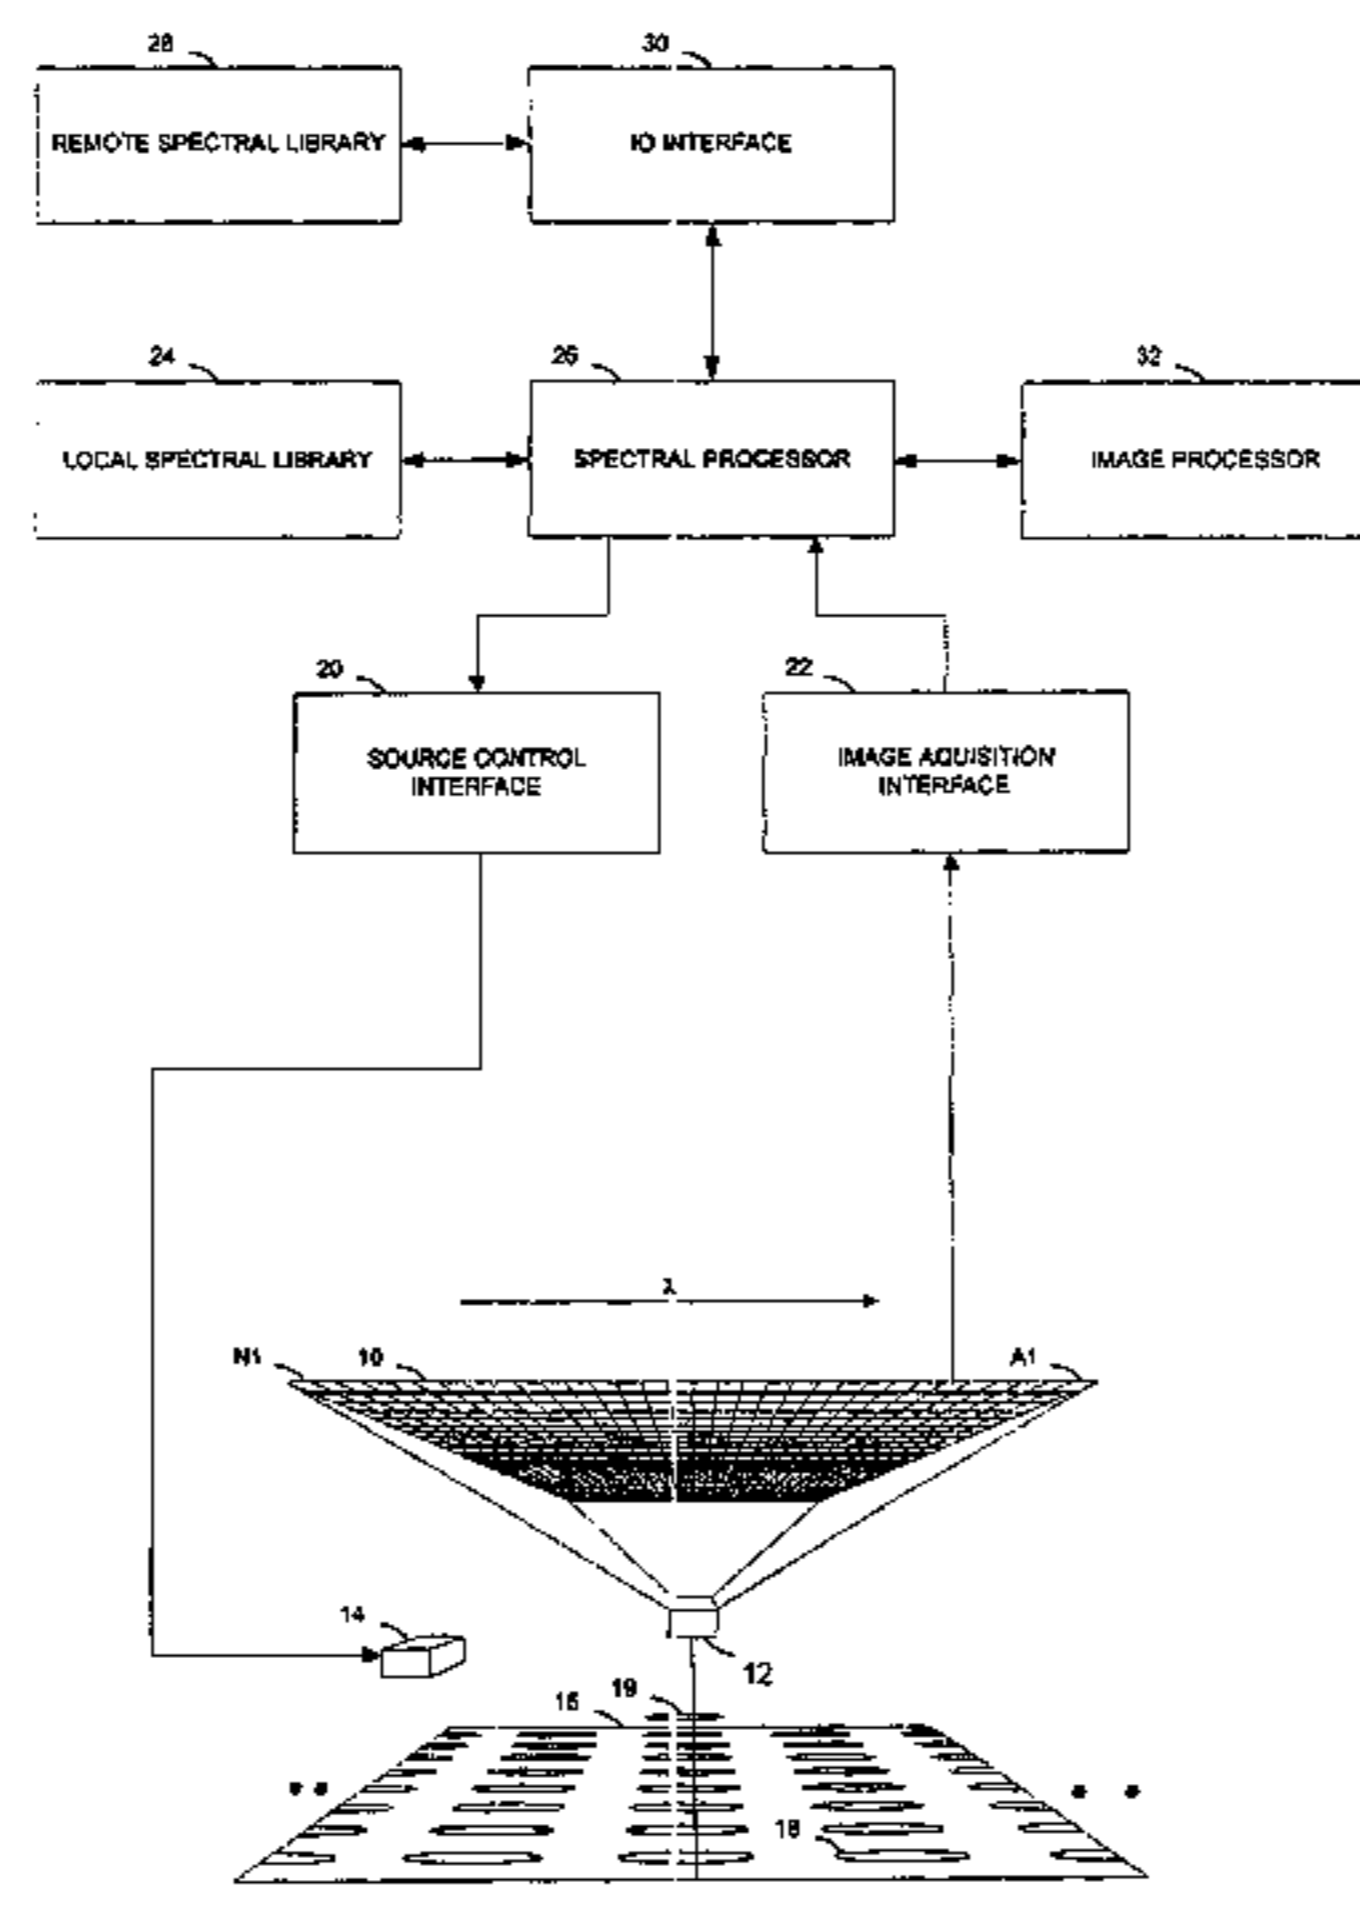 28
30
REMOTE SPECTRAL LIBRARY
IO INTERFACE
24
26
32
LOCAL SPECTRAL LIBRARY
SPECTRAL PROCESSOR
IMAGE PROCESSOR
20
22
SOURCE CONTROL
INTERFACE
IMAGE AQUISITION
INTERFACE
λ
N1
10
A1
14
12
19
16
18